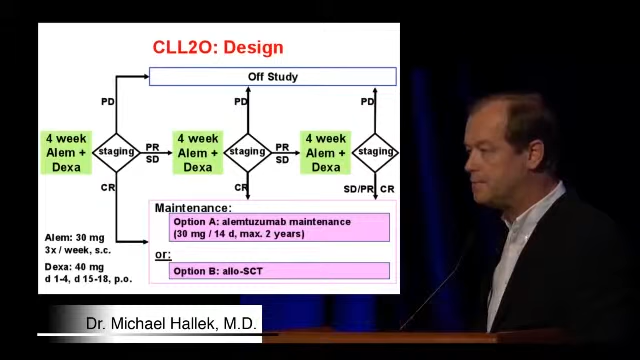 CLL2O: Design
Off Study
PD
PD
PD
4 week
Alem +
Dexa
staging
PR
SD
4 week
Alem +
Dexa
staging
PR
SD
4 week
Alem +
Dexa
staging
CR
CR
SD/PR CR
Maintenance:
Option A: alemtuzumab maintenance
(30 mg / 14 d, max. 2 years)
or:
Option B: allo-SCT
Alem: 30 mg
3x / week, s.c.
Dexa: 40 mg
d 1-4, d 15-18, p.o.
Dr. Michael Hallek, M.D.